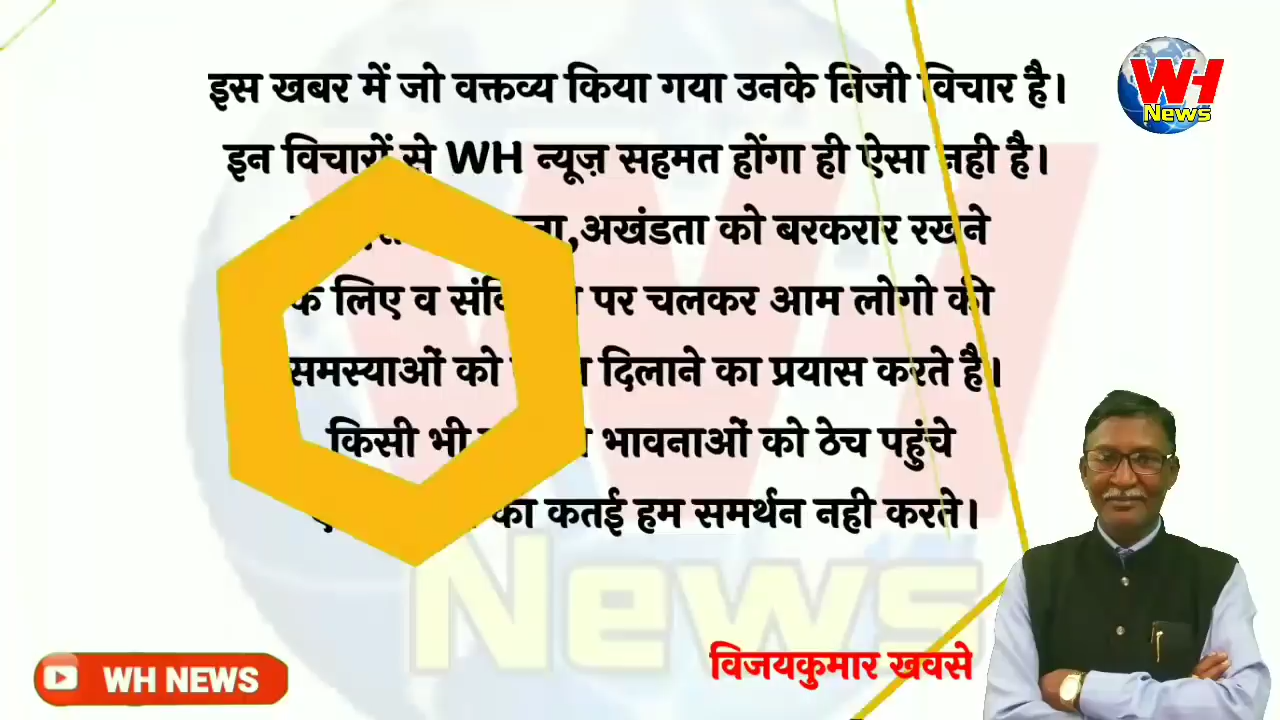 इस खबर में जो वक्तव्य किया गया उनके निजी विचार है।
WH
News
इन विचारों से WH न्यूज़ सहमत होंगा ही ऐसा नही है।
अखंडता को बरकरार रखने
के लिए व पर चलकर आम लोगो की
समस्याओं को दिलाने का प्रयास करते है।
किसी भी भावनाओं को ठेच पहुंचे
का कतई हम समर्थन नही करते।
News
विजयकुमार खवसे
WH NEWS